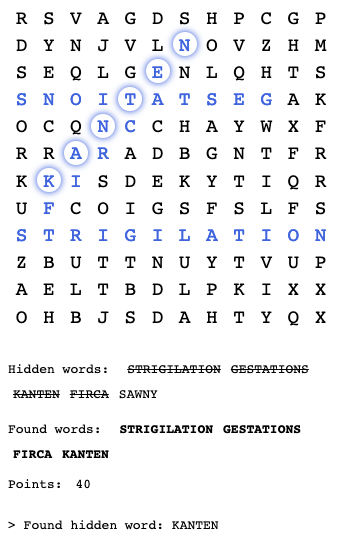 R S V A G D S H P C G P
D Y N J V L N O V Z H M
S E Q L G E N L Q H T S
S N O I T A T S E G A K
O C Q N C C H A Y W X F
R R A R A D B G N T F R
K K I S D E K Y T I Q R
U F C O I G S F S L F S
S T R I G I L A T I O N
Z B U T T N U Y T V U P
A E L T B D L P K I X X
O H B J S D A H T Y Q X
Hidden words: STRIGILATION GESTATIONS
KANTEN FIRCA SAWNY
Found words: STRIGILATION GESTATIONS
FIRCA KANTEN
Points: 40
> Found hidden word: KANTEN